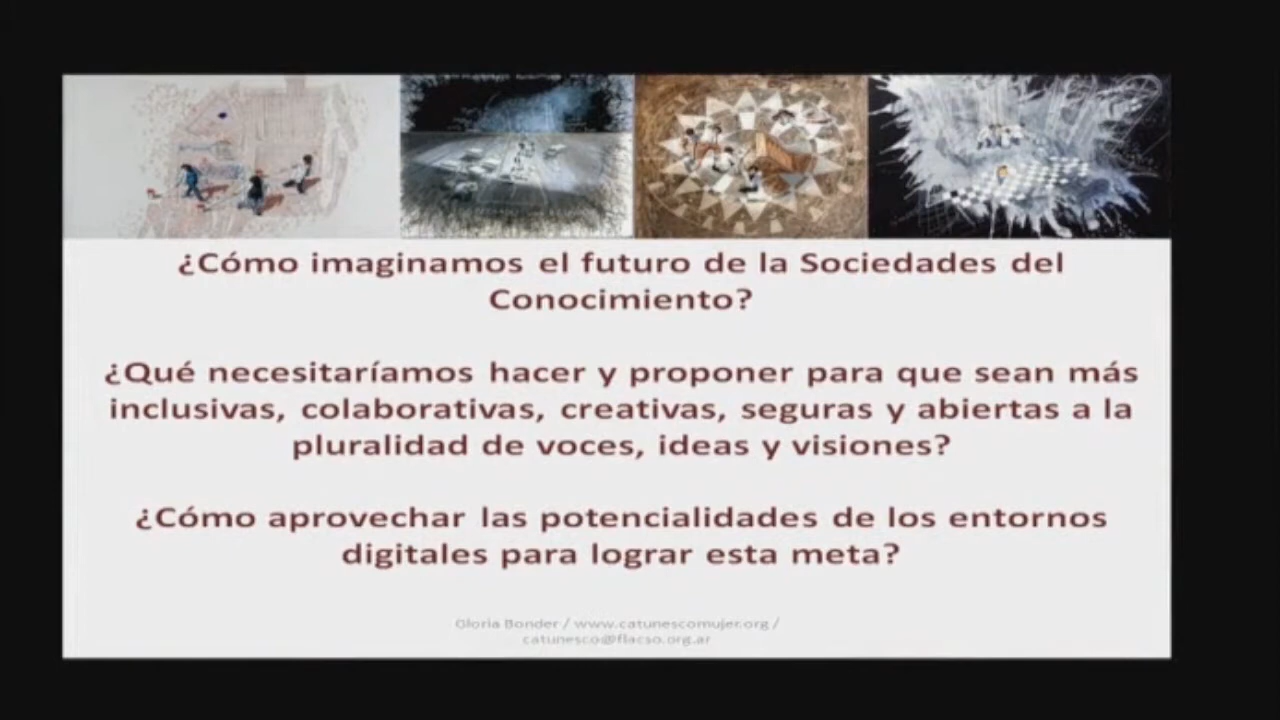 ¿Cómo imaginamos el futuro de la Sociedades del
Conocimiento?
¿Qué necesitaríamos hacer y proponer para que sean más
inclusivas, colaborativas, creativas, seguras y abiertas a la
pluralidad de voces, ideas y visiones?
¿Cómo aprovechar las potencialidades de los entornos
digitales para lograr esta meta?
Gloria Bonder / www.catunescomujer.org /
catunesco@flacso.org.ar